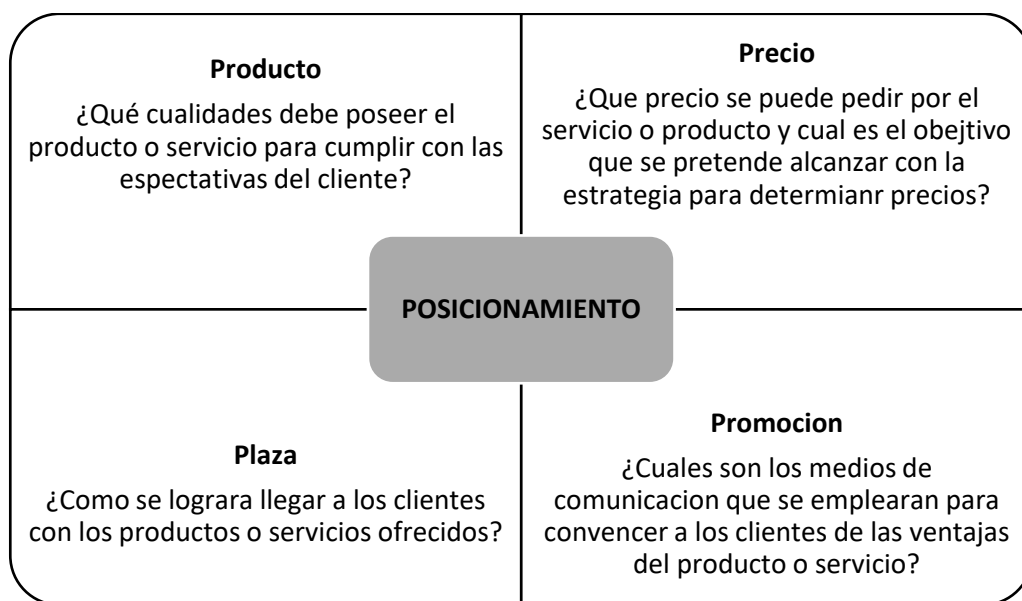 Producto
¿Qué cualidades debe poseer el
producto o servicio para cumplir con las
espectativas del cliente?
Precio
¿Que precio se puede pedir por el
servicio o producto y cual es el obejtivo
que se pretende alcanzar con la
estrategia para determianr precios?
POSICIONAMIENTO
Plaza
¿Como se lograra llegar a los clientes
con los productos o servicios ofrecidos?
Promocion
¿Cuales son los medios de
comunicacion que se emplearan para
convencer a los clientes de las ventajas
del producto o servicio?